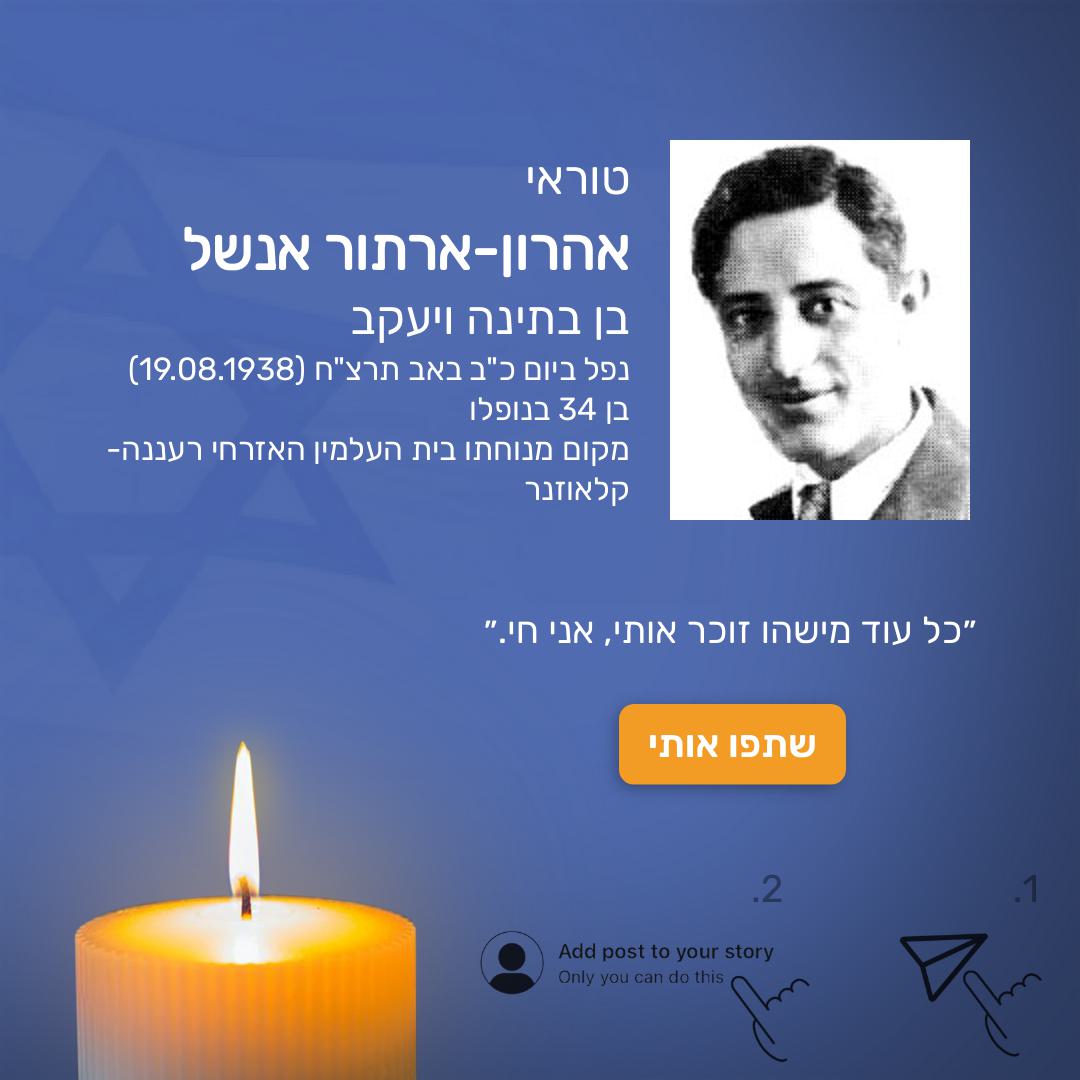 טוראי
אהרון-ארתור אנשל
בן בתינה ויעקב
נפל ביום כ"ב באב תרצ"ח (19.08.1938)
בן 34 בנופלו
מקום מנוחתו בית העלמין האזרחי רעננה-
קלאוזנר
״כל עוד מישהו זוכר אותי, אני חי.״
שתפו אותי
1.
2.
Add post to your story
Only you can do this